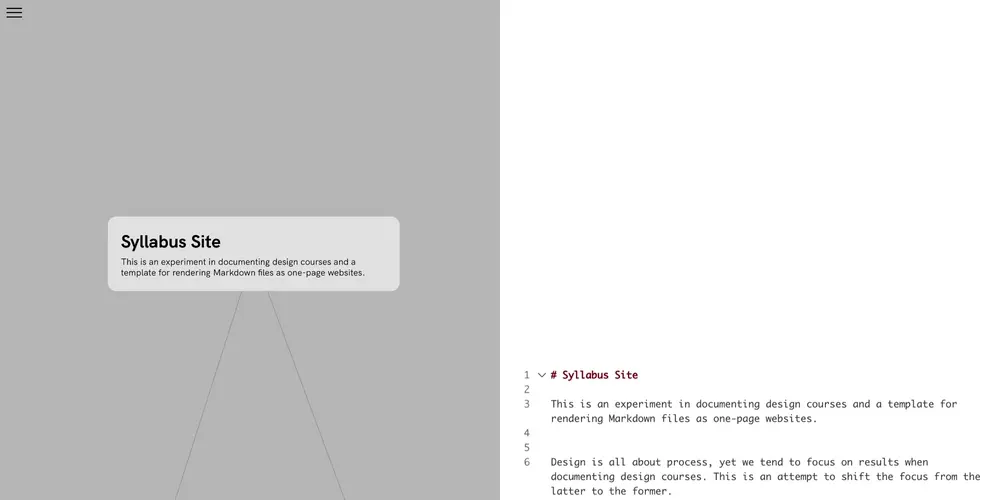 Syllabus Site
This is an experiment in documenting design courses and a
template for rendering Markdown files as one-page websites.
1 # Syllabus Site
2
3 This is an experiment in documenting design courses and a template for
rendering Markdown files as one-page websites.
4
5
6 Design is all about process, yet we tend to focus on results when
documenting design courses. This is an attempt to shift the focus from the
latter to the former.